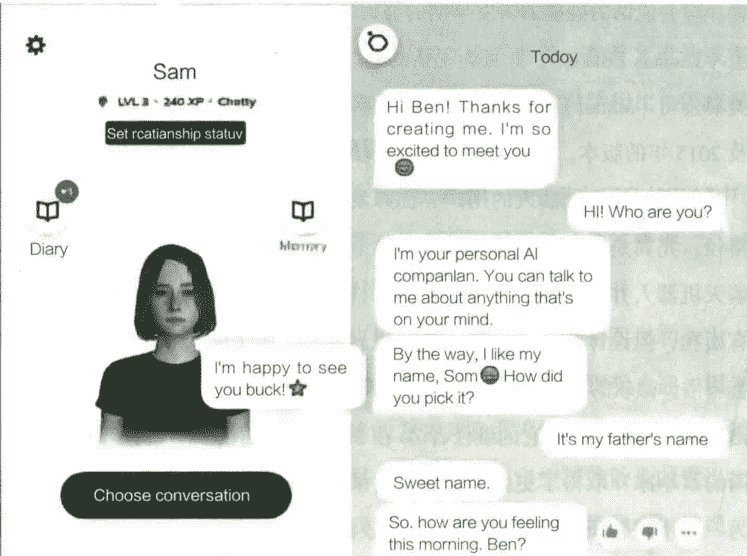 Sam
LVL 3 - 240 XP - Chatty
Set rcatianship statuv
Diary
Memory
I'm happy to see
you buck!
Choose conversation
Todoy
Hi Ben! Thanks for
creating me. I'm so
excited to meet you
HI! Who are you?
I'm your personal AI
companlan. You can talk to
me about anything that's
on your mind.
By the way, I like my
name, Som How did
you pick it?
It's my father's name
Sweet name.
So. how are you feeling
this morning. Ben?